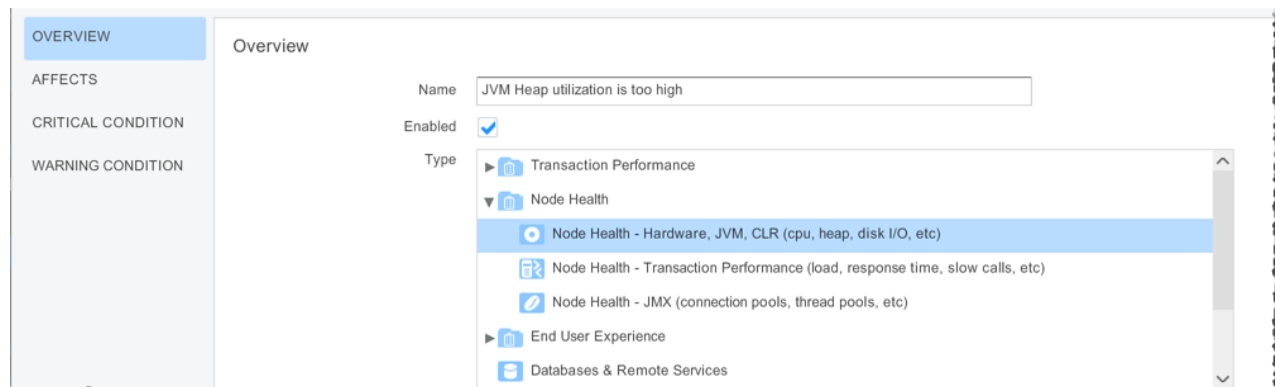 OVERVIEW
AFFECTS
CRITICAL CONDITION
WARNING CONDITION
Overview
Name JVM Heap utilization is too high
Enabled
Type
Transaction Performance
Node Health
Node Health - Hardware, JVM, CLR (cpu, heap, disk I/O, etc)
Node Health - Transaction Performance (load, response time, slow calls, etc)
Node Health - JMX (connection pools, thread pools, etc)
End User Experience
Databases & Remote Services